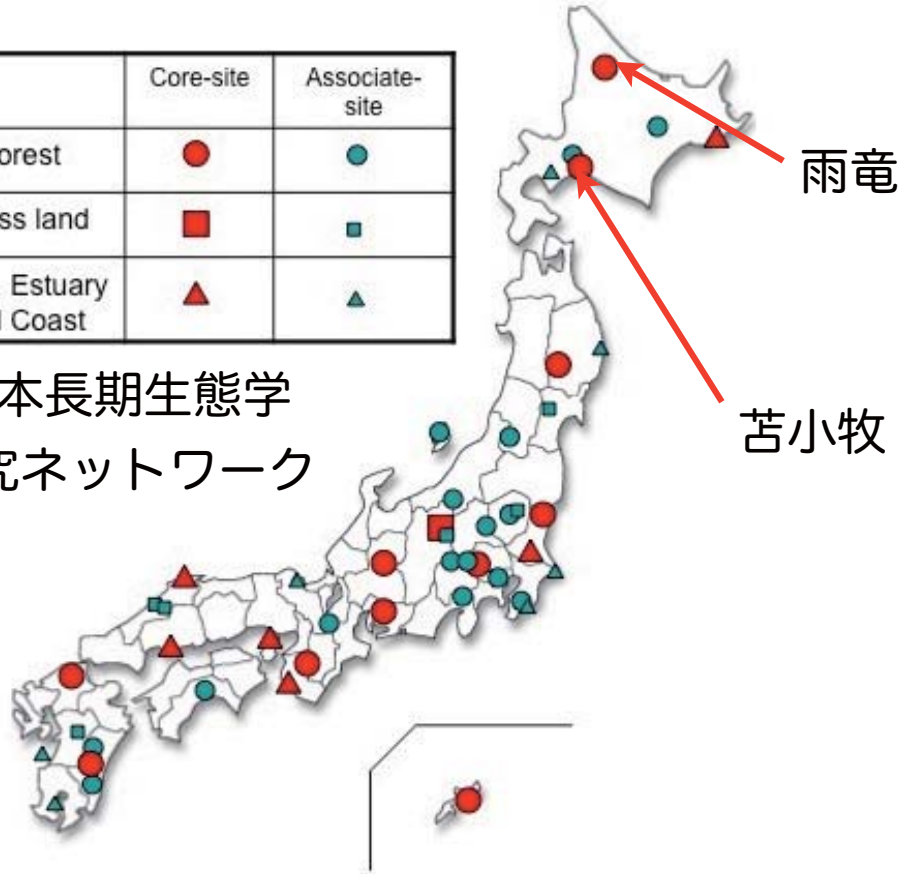 Core-site Associate-
site
orest
ss land
Estuary
Coast
本長期生態学
究ネットワーク
雨竜
苫小牧